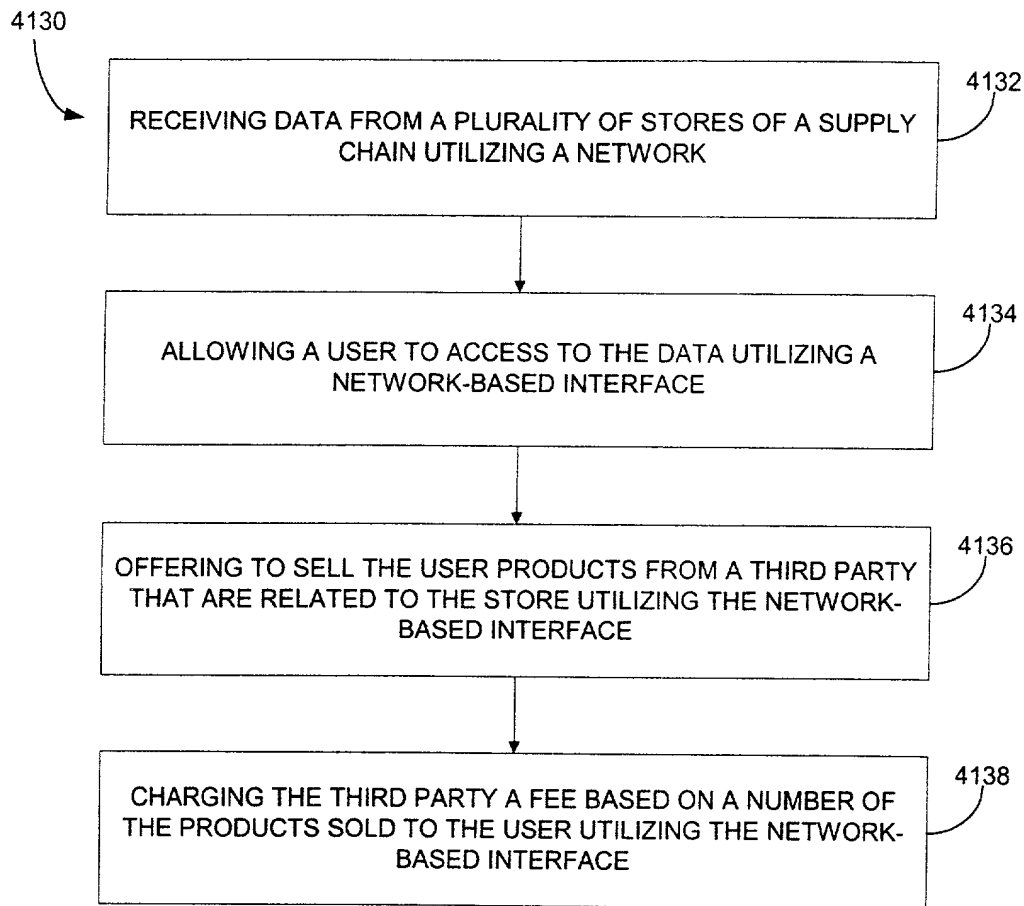 4130
4132
RECEIVING DATA FROM A PLURALITY OF STORES OF A SUPPLY
CHAIN UTILIZING A NETWORK
4134
ALLOWING A USER TO ACCESS TO THE DATA UTILIZING A
NETWORK-BASED INTERFACE
4136
OFFERING TO SELL THE USER PRODUCTS FROM A THIRD PARTY
THAT ARE RELATED TO THE STORE UTILIZING THE NETWORK-
BASED INTERFACE
4138
CHARGING THE THIRD PARTY A FEE BASED ON A NUMBER OF
THE PRODUCTS SOLD TO THE USER UTILIZING THE NETWORK-
BASED INTERFACE